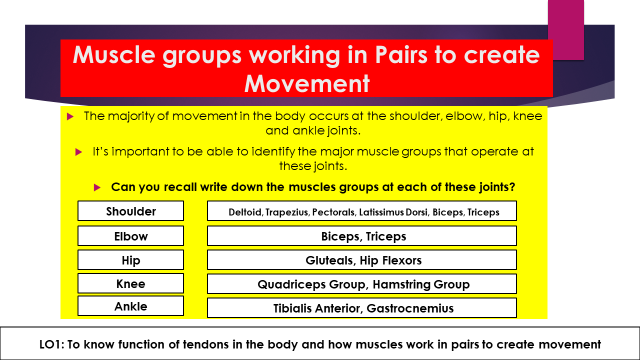 Muscle groups working in Pairs to create
Movement
The majority of movement in the body occurs at the shoulder, elbow, hip, knee
and ankle joints.
It's important to be able to identify the major muscle groups that operate at
these joints.
Can you recall write down the muscles groups at each of these joints?
Shoulder
Deltoid, Trapezius, Pectorals, Latissimus Dorsi, Biceps, Triceps
Elbow
Biceps, Triceps
Hip
Gluteals, Hip Flexors
Knee
Quadriceps Group, Hamstring Group
Ankle
Tibialis Anterior, Gastrocnemius
LO1: To know function of tendons in the body and how muscles work in pairs to create movement